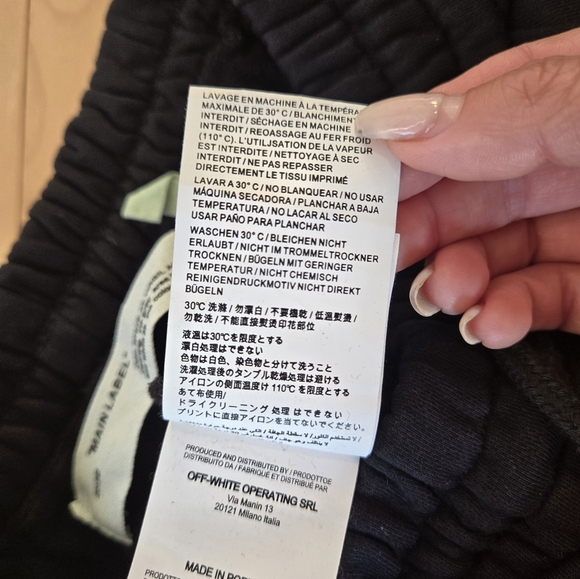 LAVAGE EN MACHINE À LA TEMPÉRA
MAXIMALE DE 30°C / BLANCHIMENT
INTERDIT / SÉCHAGE EN MACHINE
INTERDIT / REOASSAGE AU FER FROID
(110°C). L'UTILISATION DE LA VAPEUR
EST INTERDITE / NETTOYAGE À SEC
INTERDIT / NE PAS REPASSER
DIRECTEMENT LE TISSU IMPRIMÉ
LAVAR A 30°C / NO BLANQUEAR / NO USAR
MÁQUINA SECADORA / PLANCHAR A BAJA
TEMPERATURA / NO LACAR AL SECO
USAR PAÑO PARA PLANCHAR
WASCHEN 30°C / BLEICHEN NICHT
ERLAUBT / NICHT IM TROMMELTROCKNER
TROCKNEN / BÜGELN MIT GERINGER
TEMPERATUR / NICHT CHEMISCH
REINIGENDRUCKMOTIV NICHT DIREKT
BÜGELN
30℃ 洗滌 / 勿漂白 / 不要機乾 / 低溫熨燙 /
勿乾洗 / 不能直接熨燙印花部位
液温は30℃を限度とする
漂白処理はできない
色物は白色、染色物と分けて洗うこと
洗濯処理後のタンブル乾燥処理は避ける
アイロンの側面温度け 110℃ を限度とする
あて布使用/
ドライクリーニング 処理 はできない
プリントに直接アイロンを当てないでください。
PRODUCED AND DISTRIBUTED BY / PRODOTTOE
DISTRIBUITO DA / FABRIQUÉ ET DISTRIBUÉ PAR
OFF-WHITE OPERATING SRL
Via Manin 13
20121 Milano Italia
MADE IN POR
"MAIN LABEL"